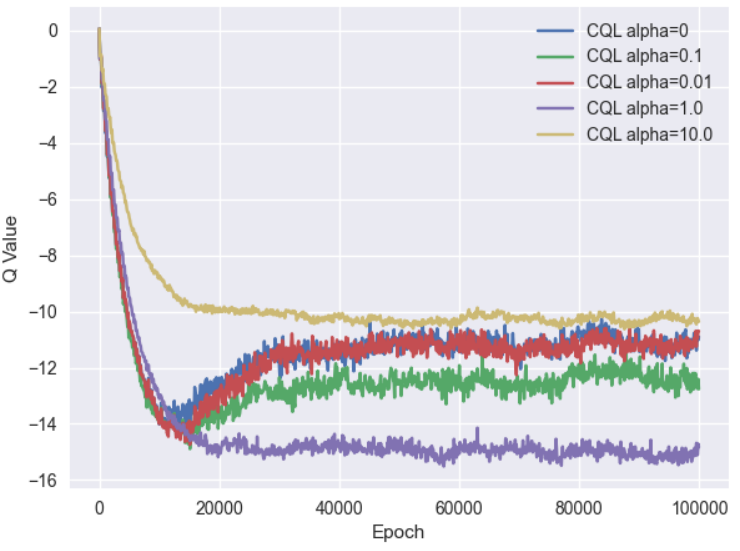 CQL alpha=0
CQL alpha=0.1
CQL alpha=0.01
CQL alpha=1.0
CQL alpha=10.0
Q Value
0
−2
−4
−6
−8
−10
−12
−14
−16
0 20000 40000 60000 80000 100000
Epoch